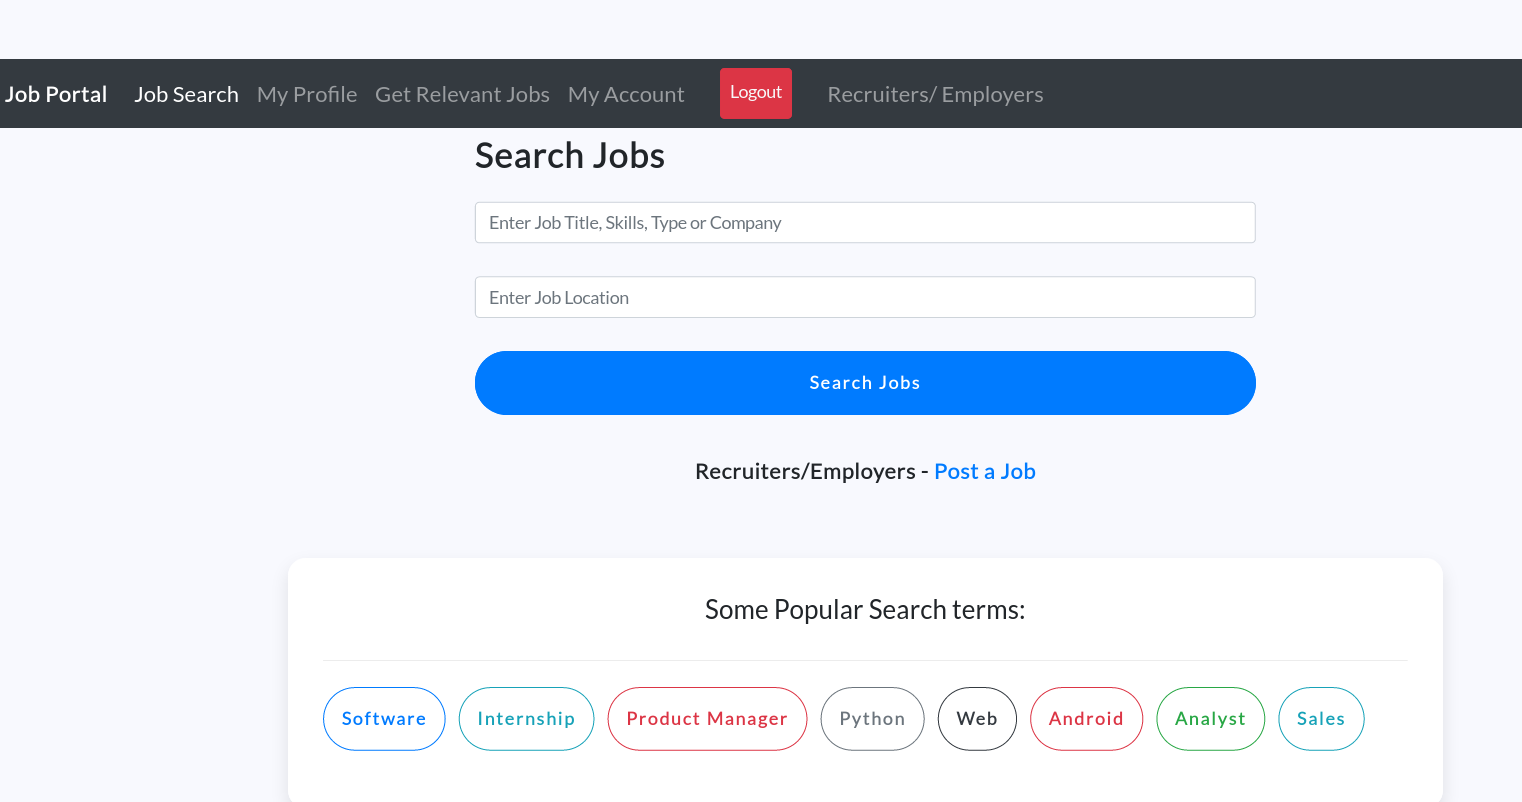 Job Portal Job Search My Profile Get Relevant Jobs My Account Logout Recruiters/ Employers
Search Jobs
Enter Job Title, Skills, Type or Company
Enter Job Location
Search Jobs
Recruiters/Employers - Post a Job
Some Popular Search terms:
Software Internship Product Manager Python Web Android Analyst Sales